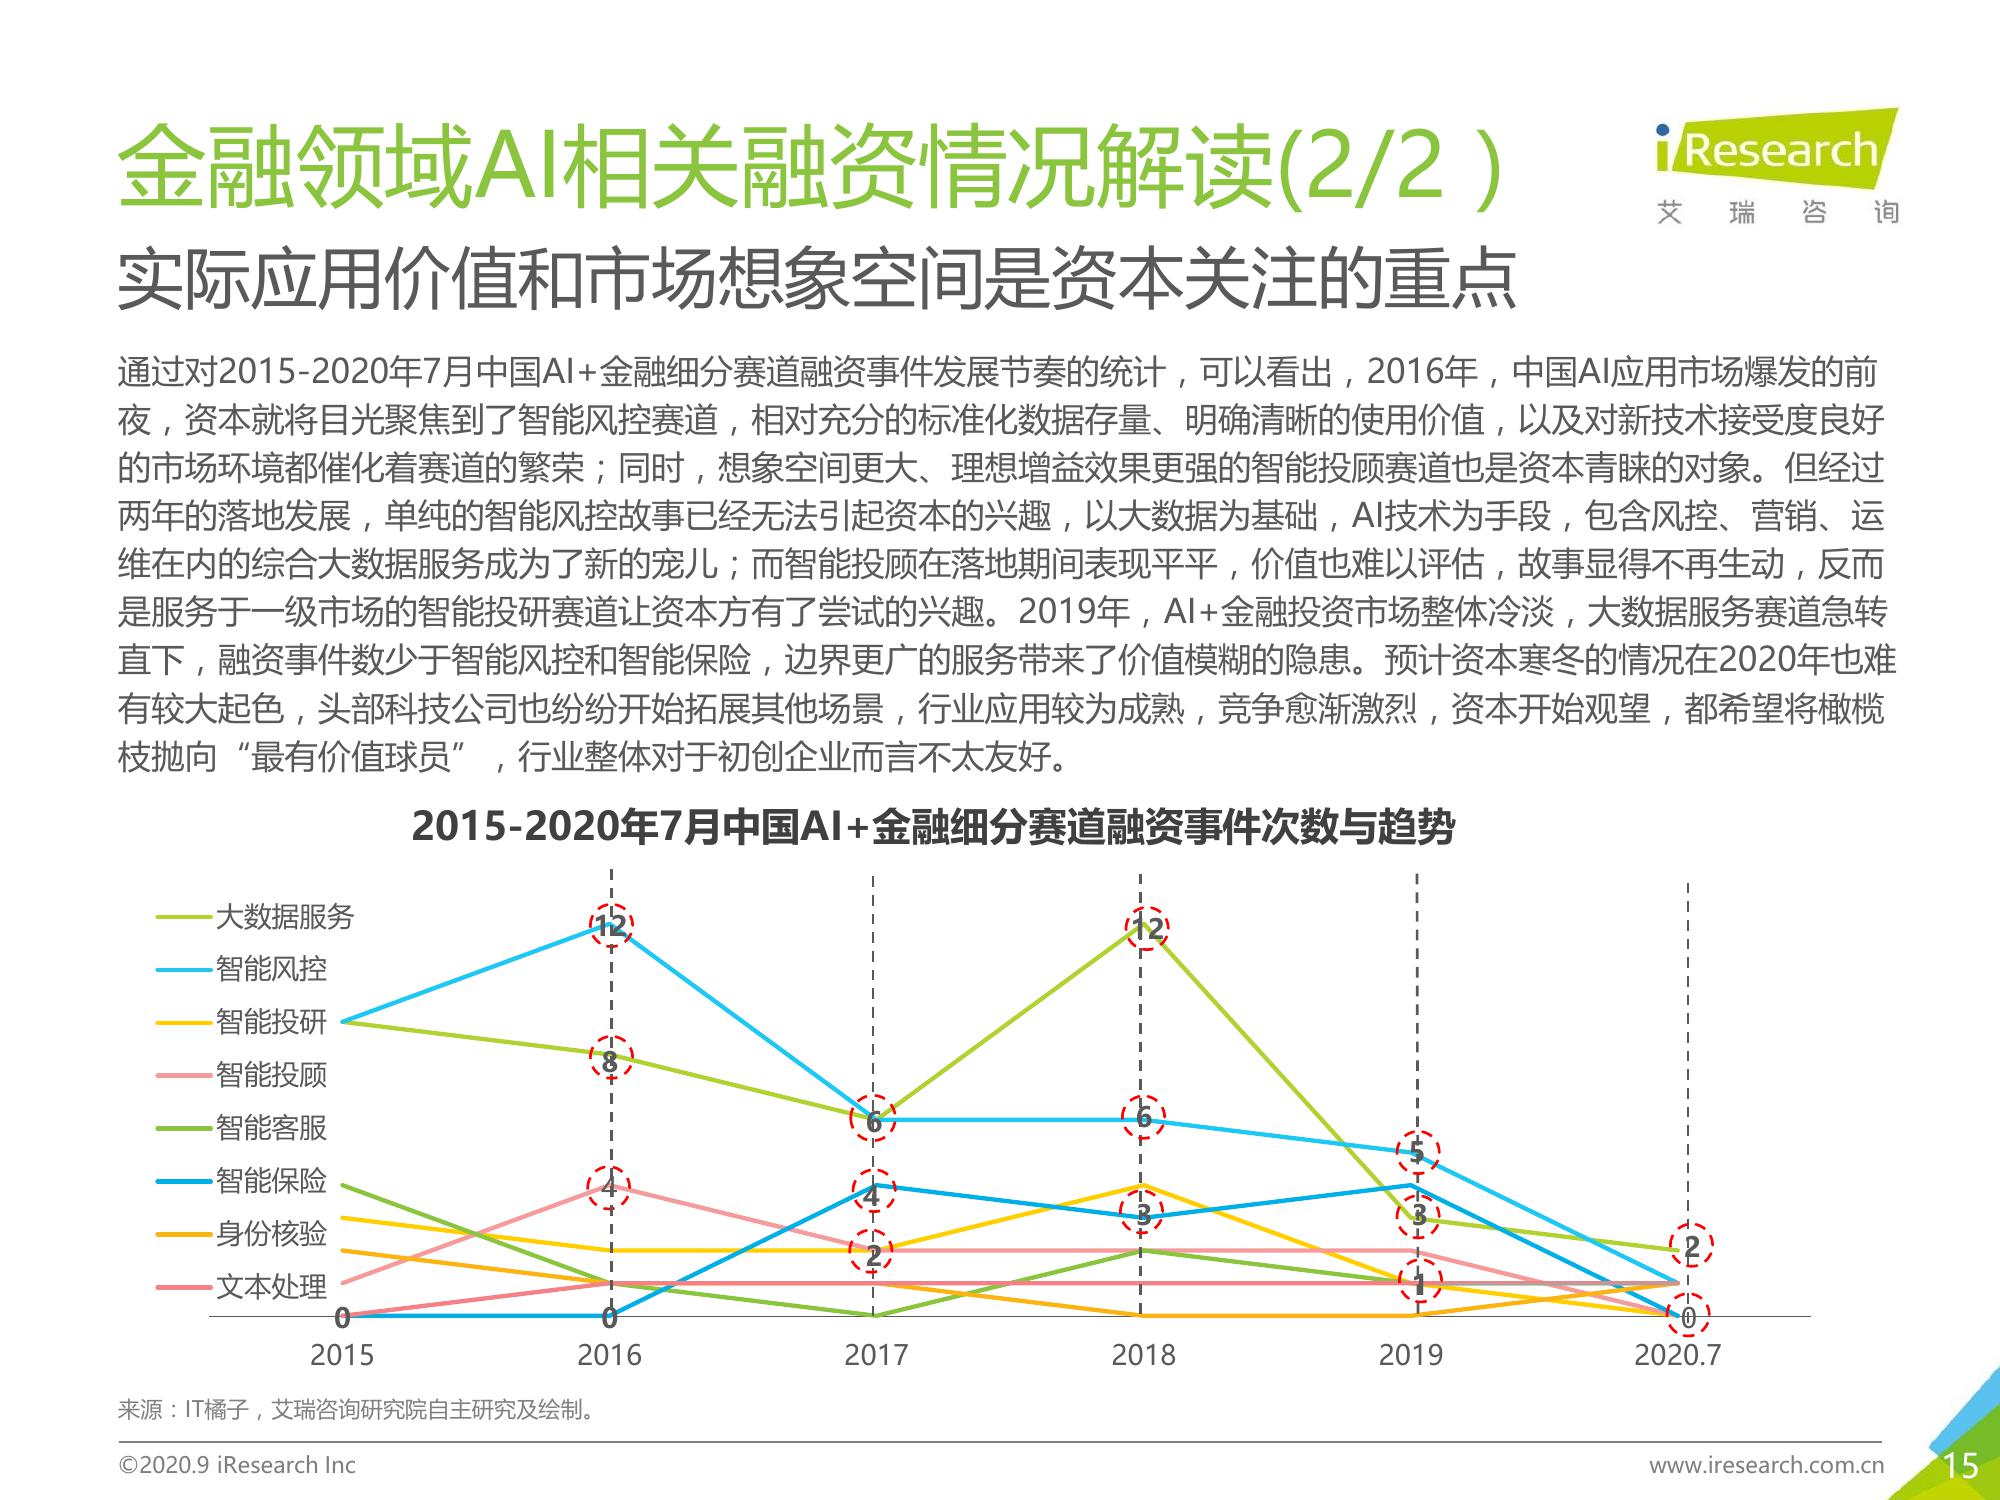 金融领域AI相关融资情况解读(2/2）
iResearch
艾瑞咨询
实际应用价值和市场想象空间是资本关注的重点
通过对2015-2020年7月中国AI+金融细分赛道融资事件发展节奏的统计，可以看出，2016年，中国AI应用市场爆发的前
夜，资本就将目光聚焦到了智能风控赛道，相对充分的标准化数据存量、明确清晰的使用价值，以及对新技术接受度良好
的市场环境都催化着赛道的繁荣；同时，想象空间更大、理想增益效果更强的智能投顾赛道也是资本青睐的对象。但经过
两年的落地发展，单纯的智能风控故事已经无法引起资本的兴趣，以大数据为基础，AI技术为手段，包含风控、营销、运
维在内的综合大数据服务成为了新的宠儿；而智能投顾在落地期间表现平平，价值也难以评估，故事显得不再生动，反而
是服务于一级市场的智能投研赛道让资本方有了尝试的兴趣。2019年，AI+金融投资市场整体冷淡，大数据服务赛道急转
直下，融资事件数少于智能风控和智能保险，边界更广的服务带来了价值模糊的隐患。预计资本寒冬的情况在2020年也难
有较大起色，头部科技公司也纷纷开始拓展其他场景，行业应用较为成熟，竞争愈渐激烈，资本开始观望，都希望将橄榄
枝抛向“最有价值球员”，行业整体对于初创企业而言不太友好。
2015-2020年7月中国AI+金融细分赛道融资事件次数与趋势
大数据服务
智能风控
智能投研
智能投顾
智能客服
智能保险
身份核验
文本处理
12
12
8
6
6
5
4
4
3
3
2
2
1
0
0
0
2015 2016 2017 2018 2019 2020.7
来源：IT橘子，艾瑞咨询研究院自主研究及绘制。
©2020.9 iResearch Inc
www.iresearch.com.cn
15